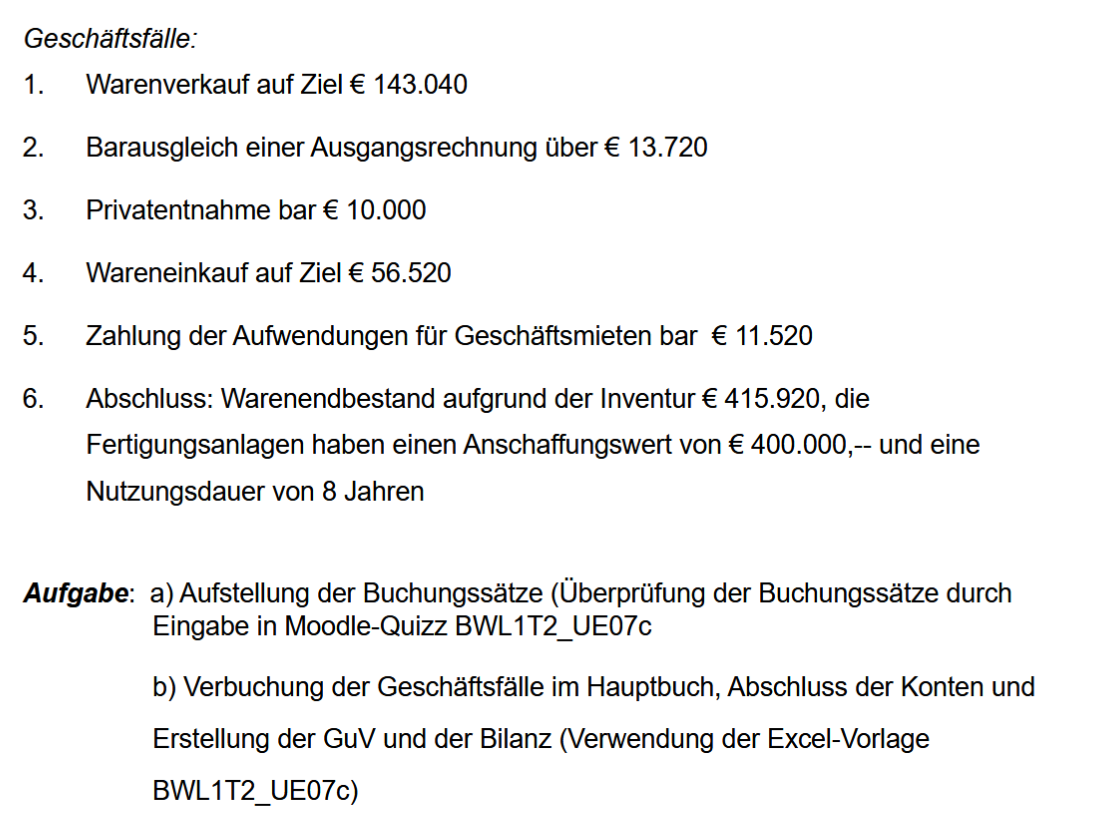 Geschäftsfälle:
1. Warenverkauf auf Ziel € 143.040
2. Barausgleich einer Ausgangsrechnung über € 13.720
3. Privatentnahme bar € 10.000
4. Wareneinkauf auf Ziel € 56.520
5. Zahlung der Aufwendungen für Geschäftsmieten bar € 11.520
6. Abschluss: Warenendbestand aufgrund der Inventur € 415.920, die
Fertigungsanlagen haben einen Anschaffungswert von € 400.000,-- und eine
Nutzungsdauer von 8 Jahren
Aufgabe: a) Aufstellung der Buchungssätze (Überprüfung der Buchungssätze durch
Eingabe in Moodle-Quizz BWL1T2_UE07c
b) Verbuchung der Geschäftsfälle im Hauptbuch, Abschluss der Konten und
Erstellung der GuV und der Bilanz (Verwendung der Excel-Vorlage
BWL1T2_UE07c)